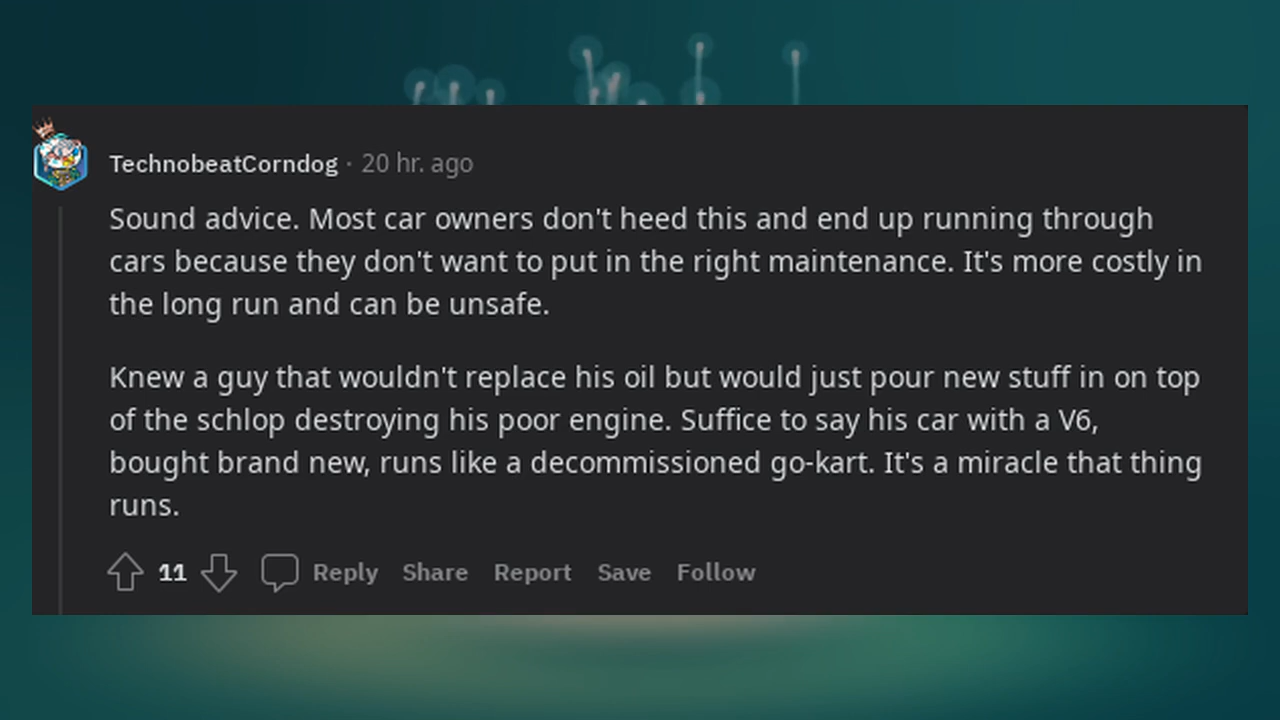 TechnobeatCorndog · 20 hr. ago
Sound advice. Most car owners don't heed this and end up running through
cars because they don't want to put in the right maintenance. It's more costly in
the long run and can be unsafe.
Knew a guy that wouldn't replace his oil but would just pour new stuff in on top
of the schlop destroying his poor engine. Suffice to say his car with a V6,
bought brand new, runs like a decommissioned go-kart. It's a miracle that thing
runs.
11 Reply Share Report Save Follow